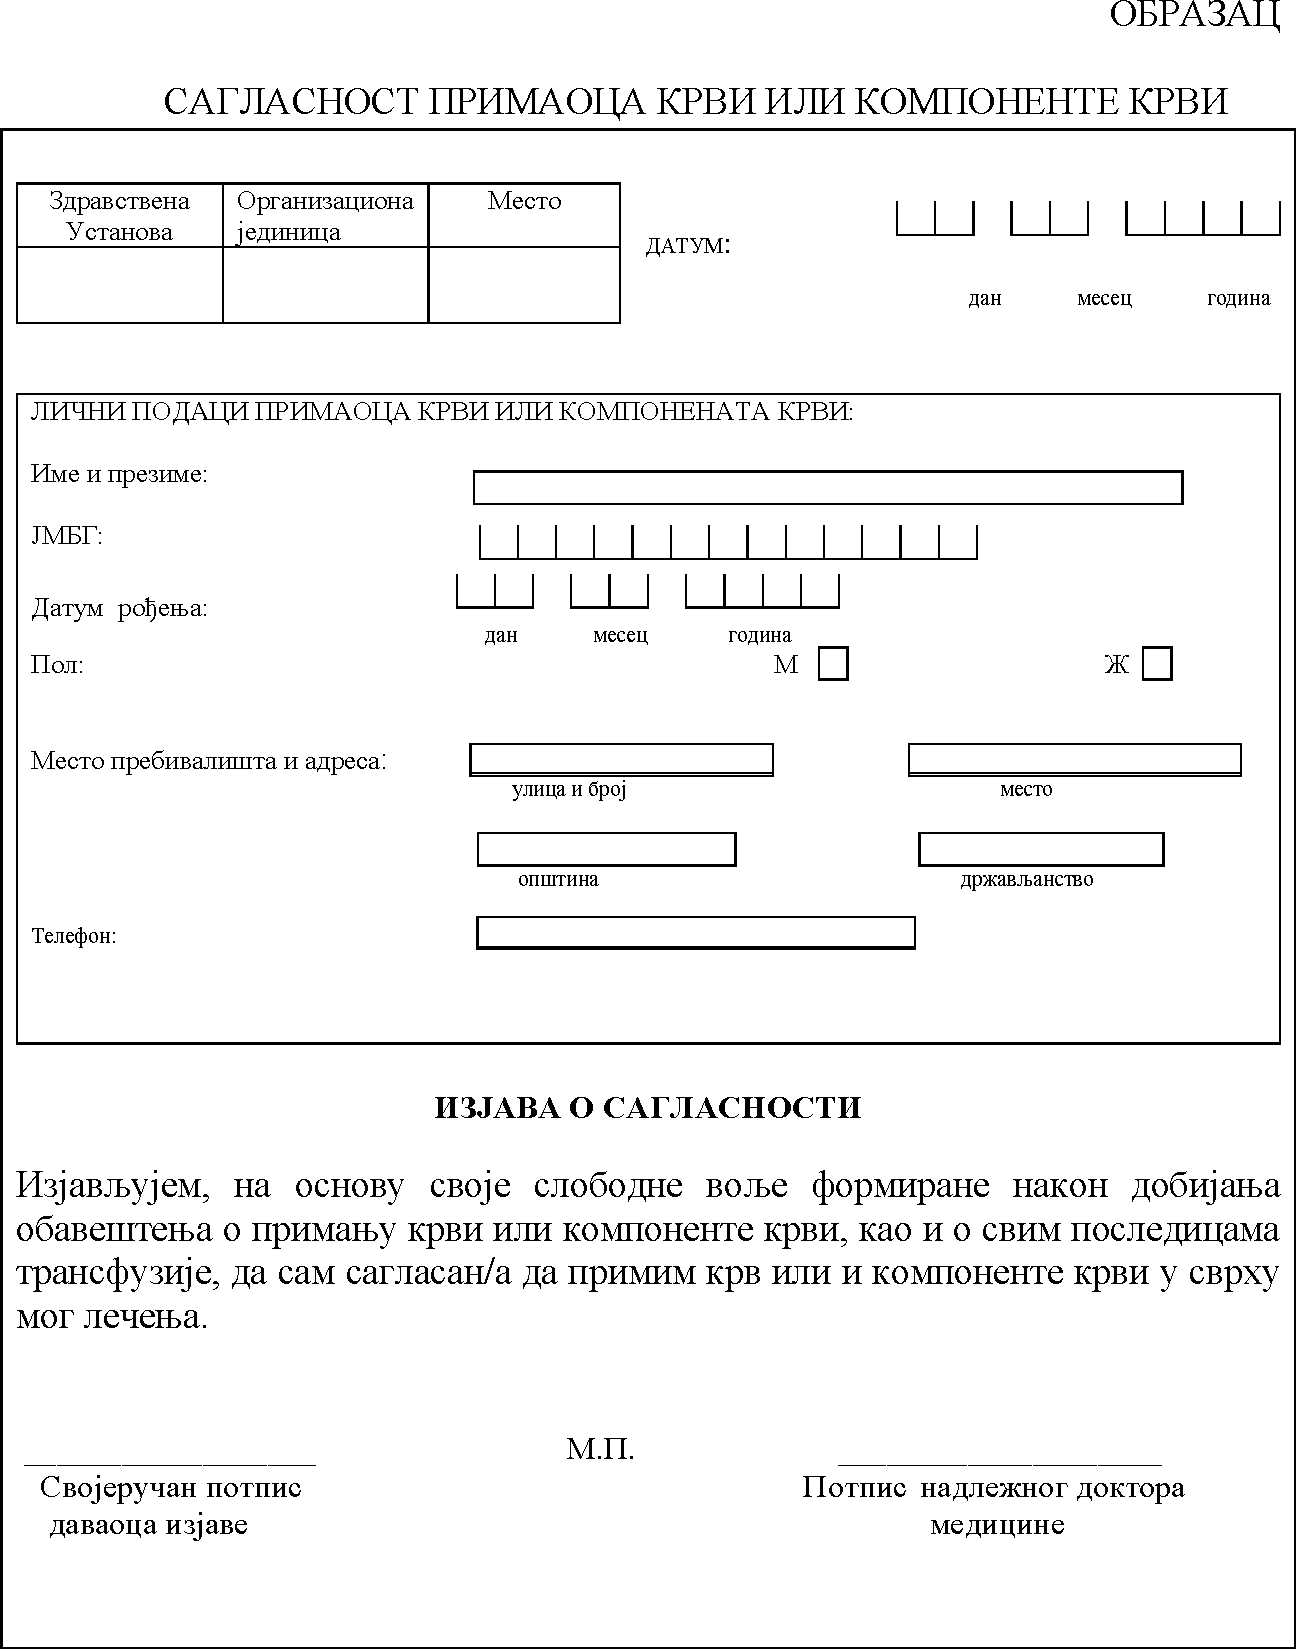 ОБРАЗАЦ
САГЛАСНОСТ ПРИМАОЦА КРВИ ИЛИ КОМПОНЕНТЕ КРВИ
Здравствена Установа
Организациона јединица
Место
ДАТУМ:
дан месец година
ЛИЧНИ ПОДАЦИ ПРИМАОЦА КРВИ ИЛИ КОМПОНЕНАТА КРВИ:
Име и презиме:
ЈМБГ:
Датум рођења:
дан месец година
Пол: М Ж
Место пребивалишта и адреса:
улица и број место
општина држављанство
Телефон:
ИЗЈАВА О САГЛАСНОСТИ
Изјављујем, на основу своје слободне воље формиране након добијања
обавештења о примању крви или компоненте крви, као и о свим последицама
трансфузије, да сам сагласан/а да примим крв или и компоненте крви у сврху
мог лечења.
__________________ М.П. ____________________
Својеручан потпис Потпис надлежног доктора
даваоца изјаве медицине